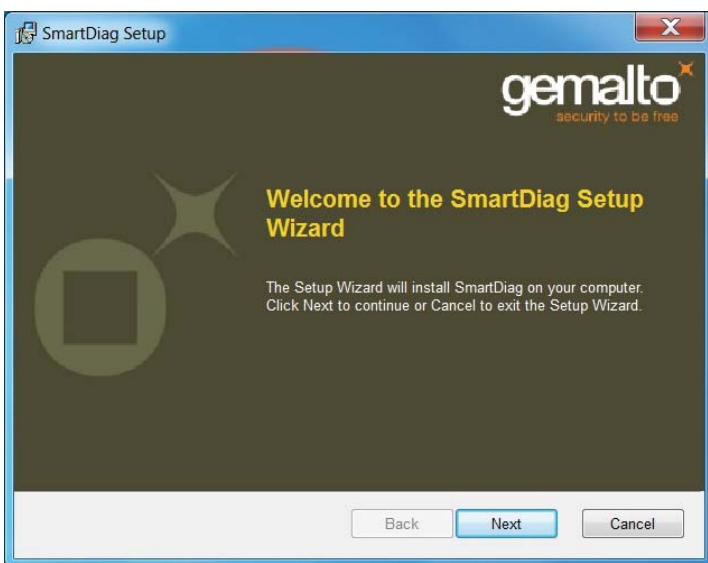 SmartDiag Setup
gemalto
security to be free
Welcome to the SmartDiag Setup
Wizard
The Setup Wizard will install SmartDiag on your computer.
Click Next to continue or Cancel to exit the Setup Wizard.
Back
Next
Cancel